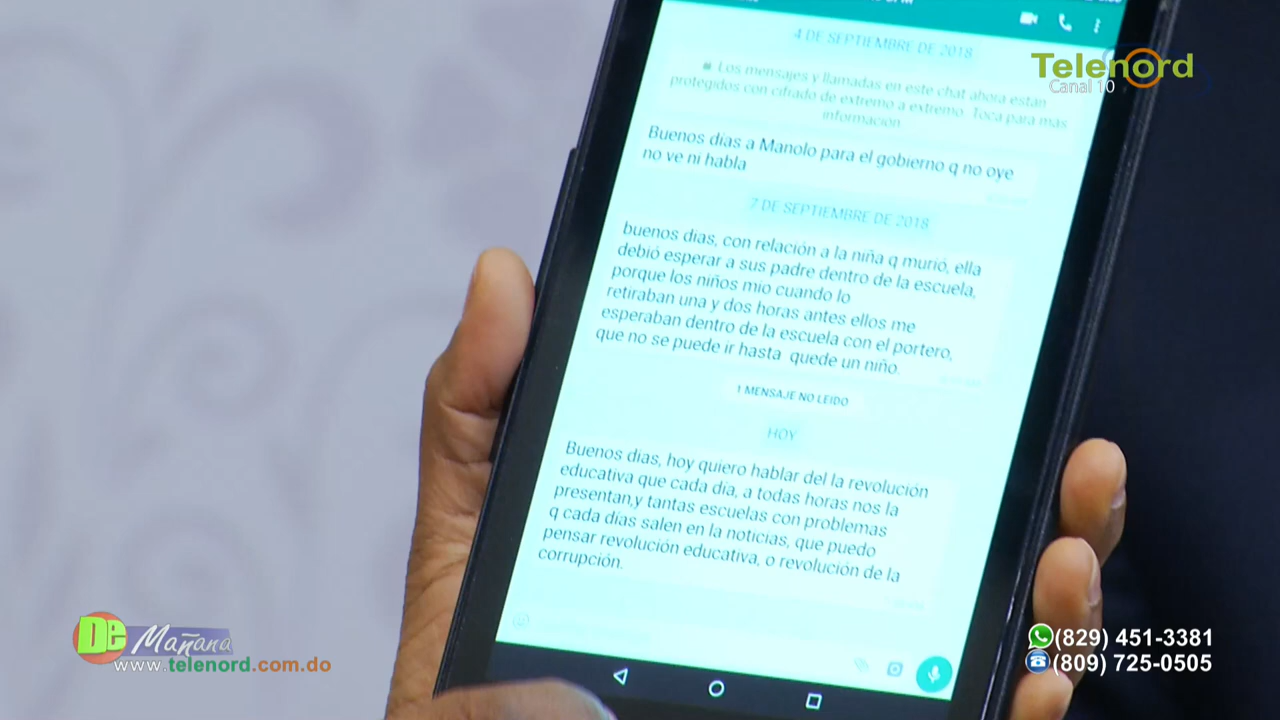 4 DE SEPTIEMBRE DE 2018
Los mensajes y llamadas en este chat ahora están
protegidos con cifrado de extremo a extremo. Toca para más
información.
Telenord
Canal 10
Buenos días a Manolo para el gobierno q no oye
no ve ni habla
7 DE SEPTIEMBRE DE 2018
buenos dias, con relación a la niña q murió, ella
debió esperar a sus padre dentro de la escuela,
porque los niños mio cuando lo
retiraban una y dos horas antes ellos me
esperaban dentro de la escuela con el portero,
que no se puede ir hasta quede un niño.
1 MENSAJE NO LEIDO
HOY
Buenos dias, hoy quiero hablar del la revolución
educativa que cada día, a todas horas nos la
presentan,y tantas escuelas con problemas
q cada días salen en la noticias, que puedo
pensar revolución educativa, o revolución de la
corrupción.
De Mañana
www.telenord.com.do
(829) 451-3381
(809) 725-0505